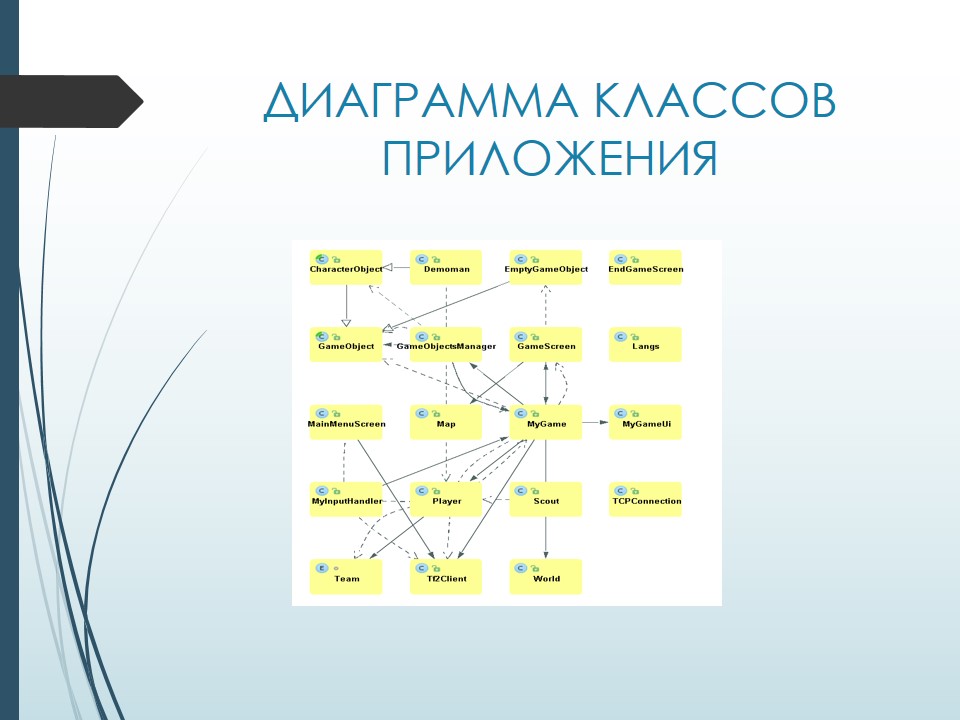 ДИАГРАММА КЛАССОВ
ПРИЛОЖЕНИЯ
CharacterObject
Demoman
EmptyGameObject
EndGameScreen
GameObject
GameObjectsManager
GameScreen
Langs
MainMenuScreen
Map
MyGame
MyGameUi
MyInputHandler
Player
Scout
TCPConnection
Team
Tf2Client
World